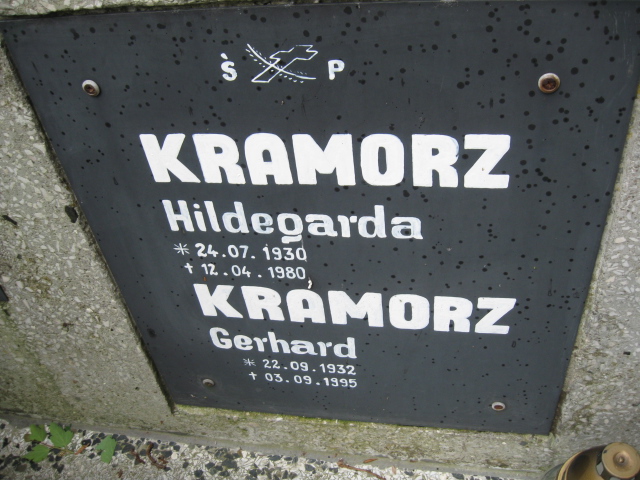 Ś P
KRAMORZ
Hildegarda
* 24.07.1930
† 12.04.1980
KRAMORZ
Gerhard
* 22.09.1932
† 03.09.1995